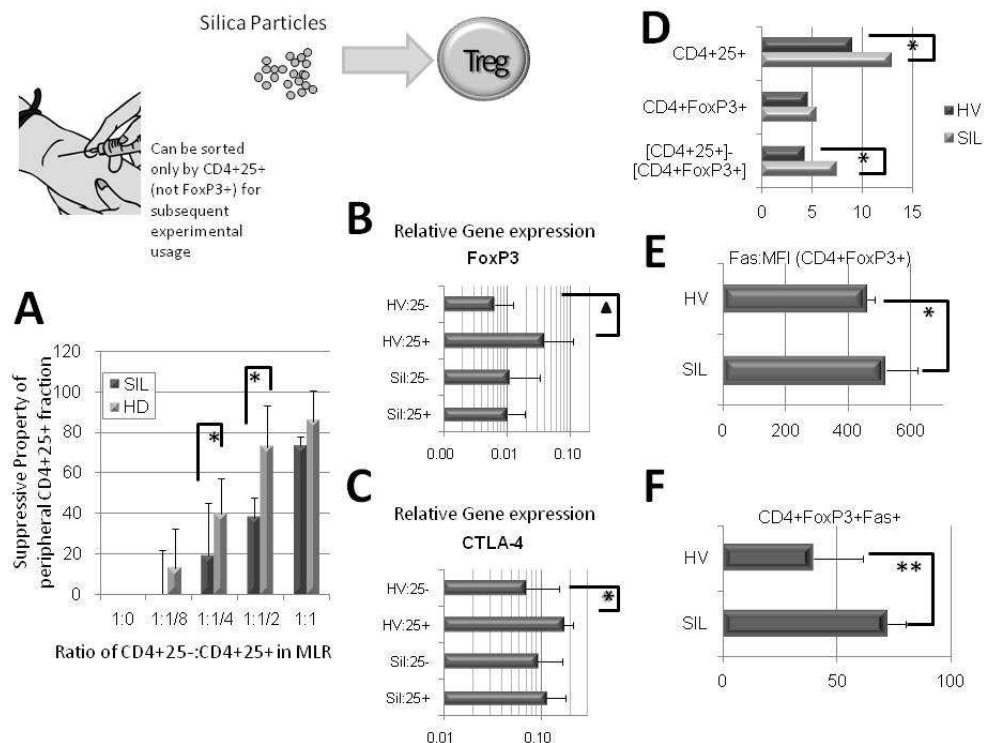 Silica Particles
Treg
Can be sorted
only by CD4+25+
(not FoxP3+) for
subsequent
experimental
usage
A
120
100
80
60
40
20
0
SIL
HD
*
*
1:0 1:1/8 1:1/4 1:1/2 1:1
Suppressive Property of
peripheral CD4+25+ fraction
Ratio of CD4+25-:CD4+25+ in MLR
B
Relative Gene expression
FoxP3
HV:25-
HV:25+
Sil:25-
Sil:25+
▲
0.00 0.01 0.10
C
Relative Gene expression
CTLA-4
HV:25-
HV:25+
Sil:25-
Sil:25+
*
0.01 0.10
D
CD4+25+
CD4+FoxP3+
[CD4+25+]-
[CD4+FoxP3+]
*
*
HV
SIL
0 5 10 15
E
Fas:MFI (CD4+FoxP3+)
HV
SIL
*
0 200 400 600
F
CD4+FoxP3+Fas+
HV
SIL
**
0 50 100